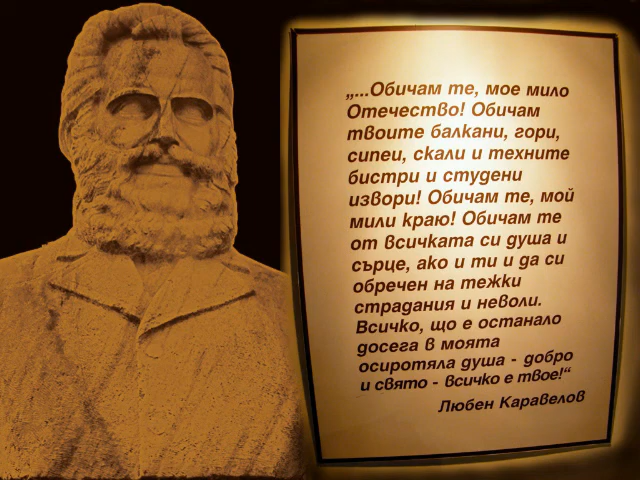 „...Обичам те, мое мило
Отечество! Обичам
твоите балкани, гори,
сипеи, скали и техните
бистри и студени
извори! Обичам те, мой
мили краю! Обичам те
от всичката си душа и
сърце, ако и ти и да си
обречен на тежки
страдания и неволи.
Всичко, що е останало
досега в моята
осиротяла душа - добро
и свято - всичко е твое!“
Любен Каравелов